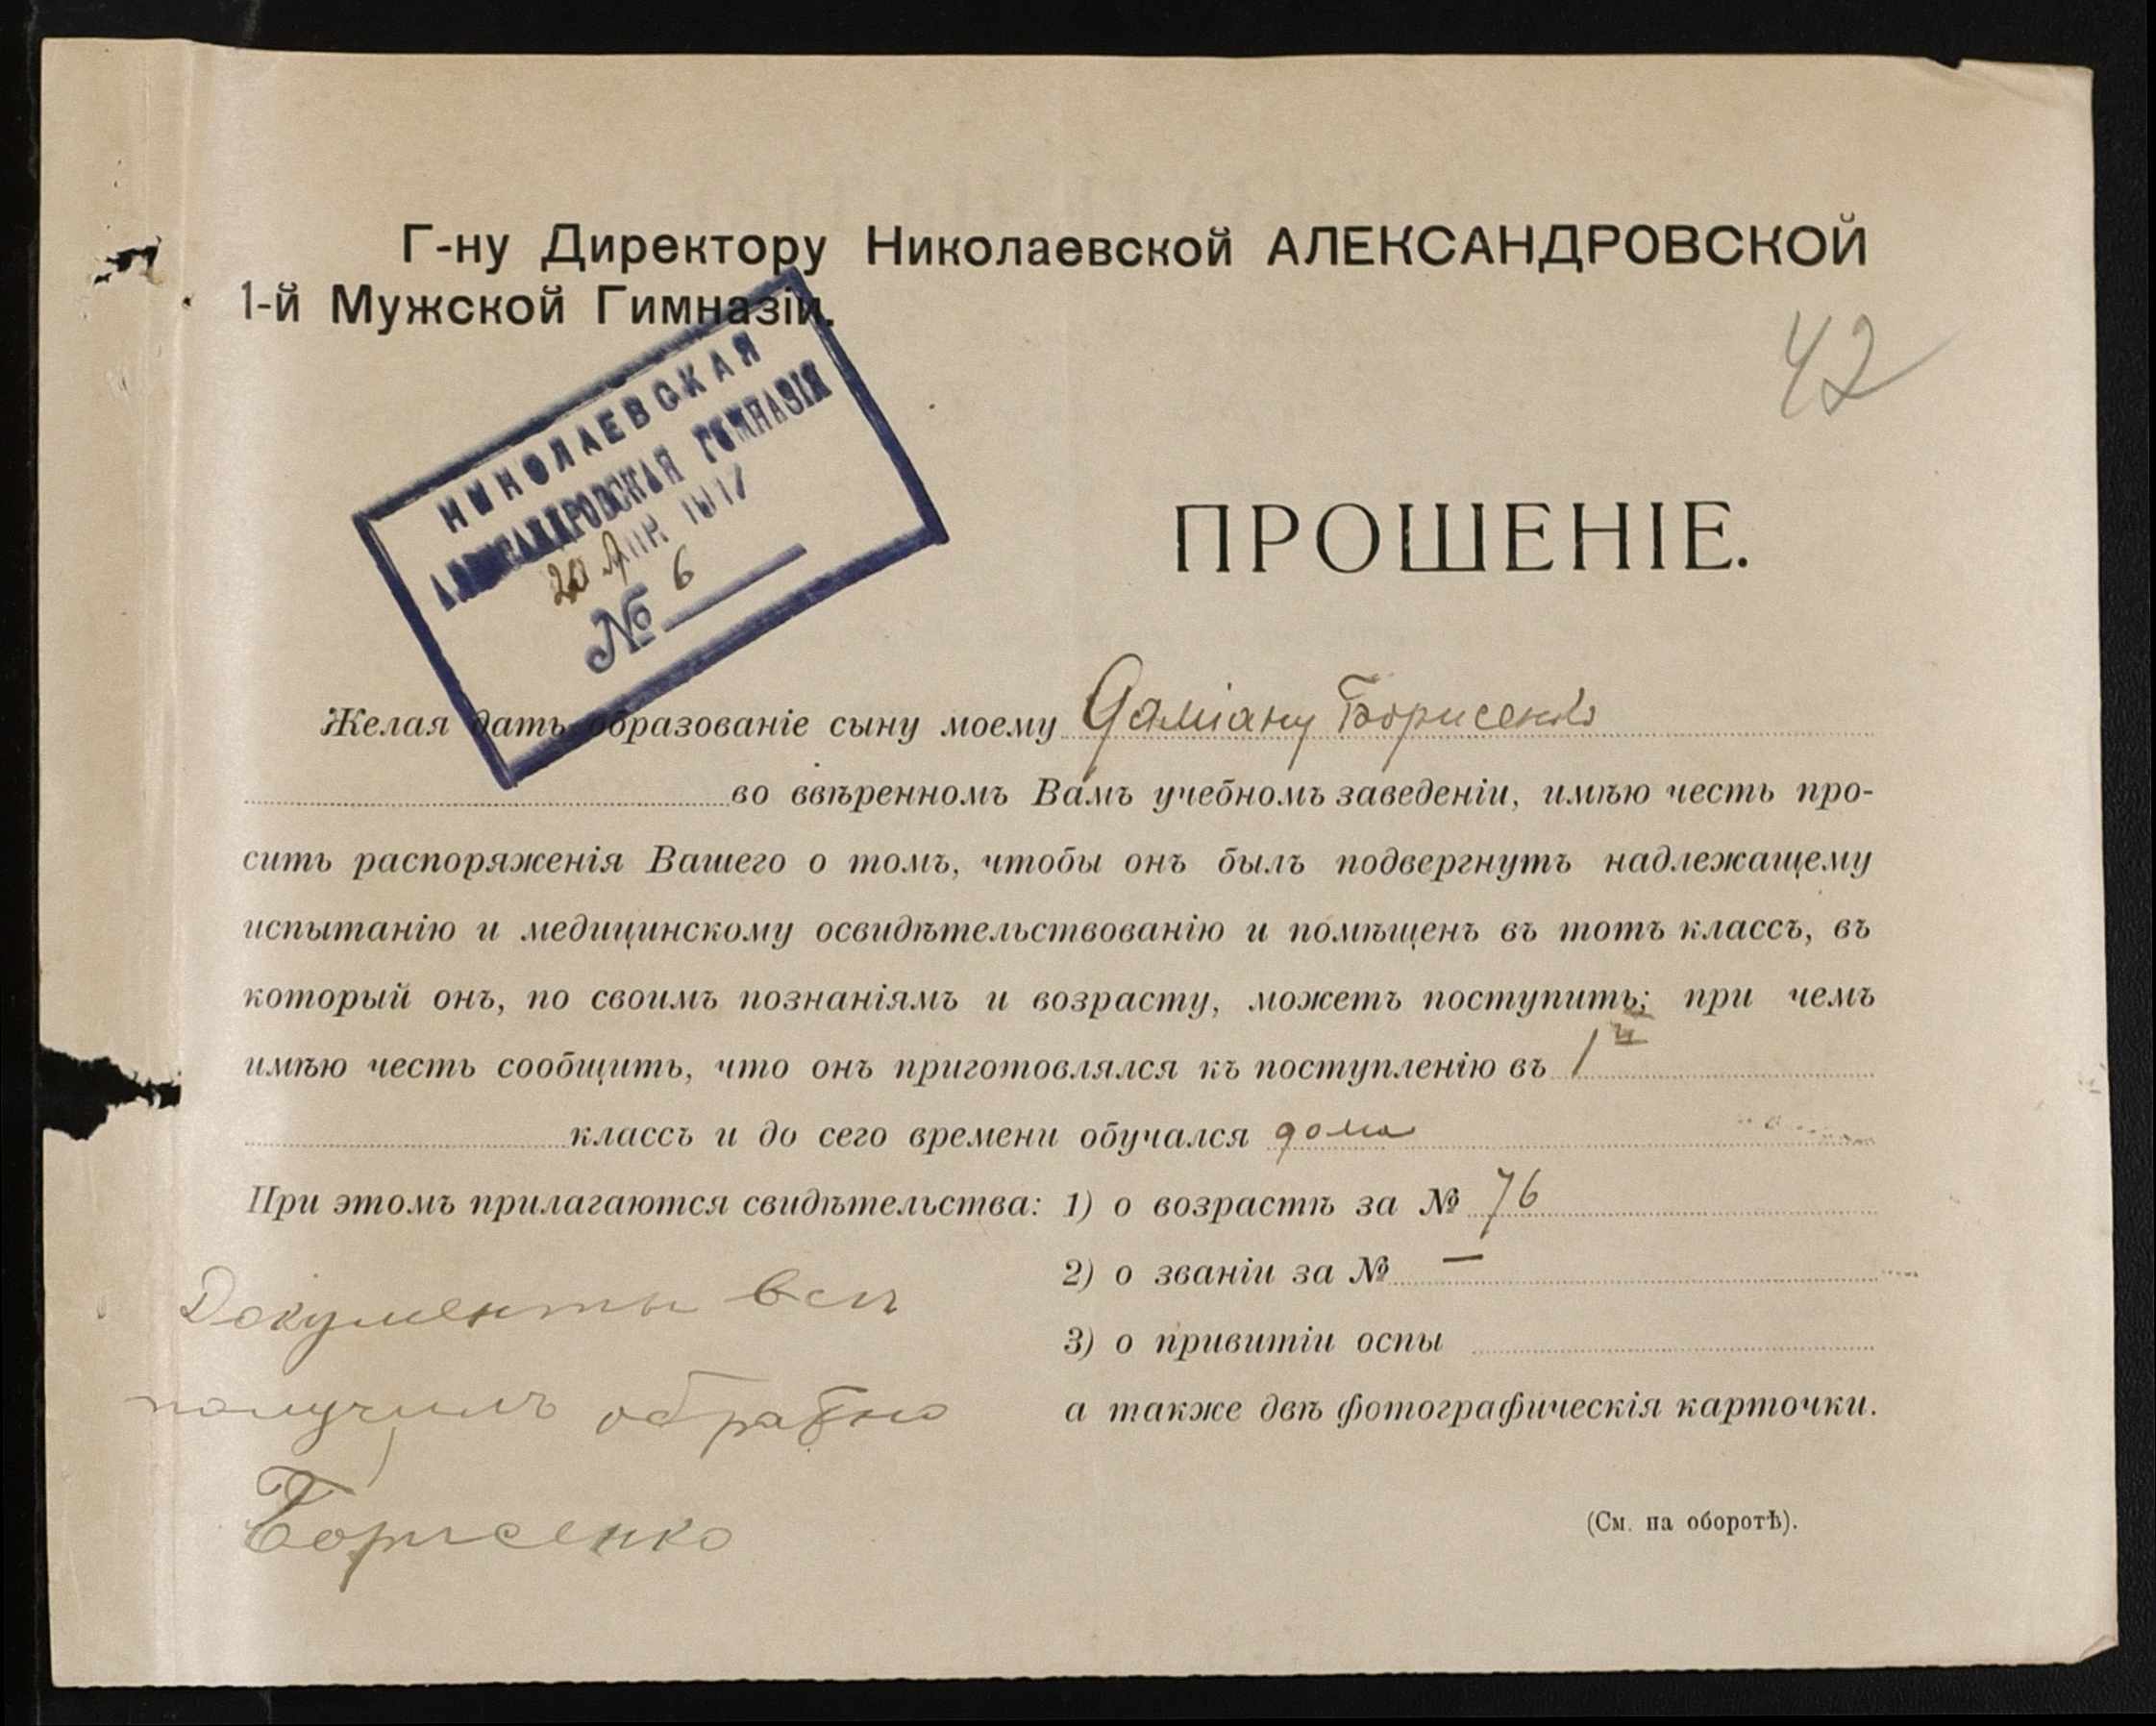 Г-ну Директору Николаевской АЛЕКСАНДРОВСКОЙ
1-й Мужской Гимназіи.
42
НИКОЛАЕВСКАЯ
АЛЕКСАНДРОВСКАЯ ГИМНАЗІЯ
20 АПР 1917
№ 6
ПРОШЕНІЕ.
Желая дать образованіе сыну моему Даміану Борисенко
во ввѣренномъ Вамъ учебномъ заведеніи, имѣю честь про-
сить распоряженія Вашего о томъ, чтобы онъ былъ подвергнутъ надлежащему
испытанію и медицинскому освидѣтельствованію и помѣщенъ въ тотъ классъ, въ
который онъ, по своимъ познаніямъ и возрасту, можетъ поступить; при чемъ
имѣю честь сообщить, что онъ приготовлялся къ поступленію въ 1й
классъ и до сего времени обучался дома
При этомъ прилагаются свидѣтельства: 1) о возрастѣ за № 76
2) о званіи за № —
3) о привитіи оспы
а также двѣ фотографическія карточки.
Документы всѣ
получилъ обратно
Борисенко
(См. на оборотѣ).